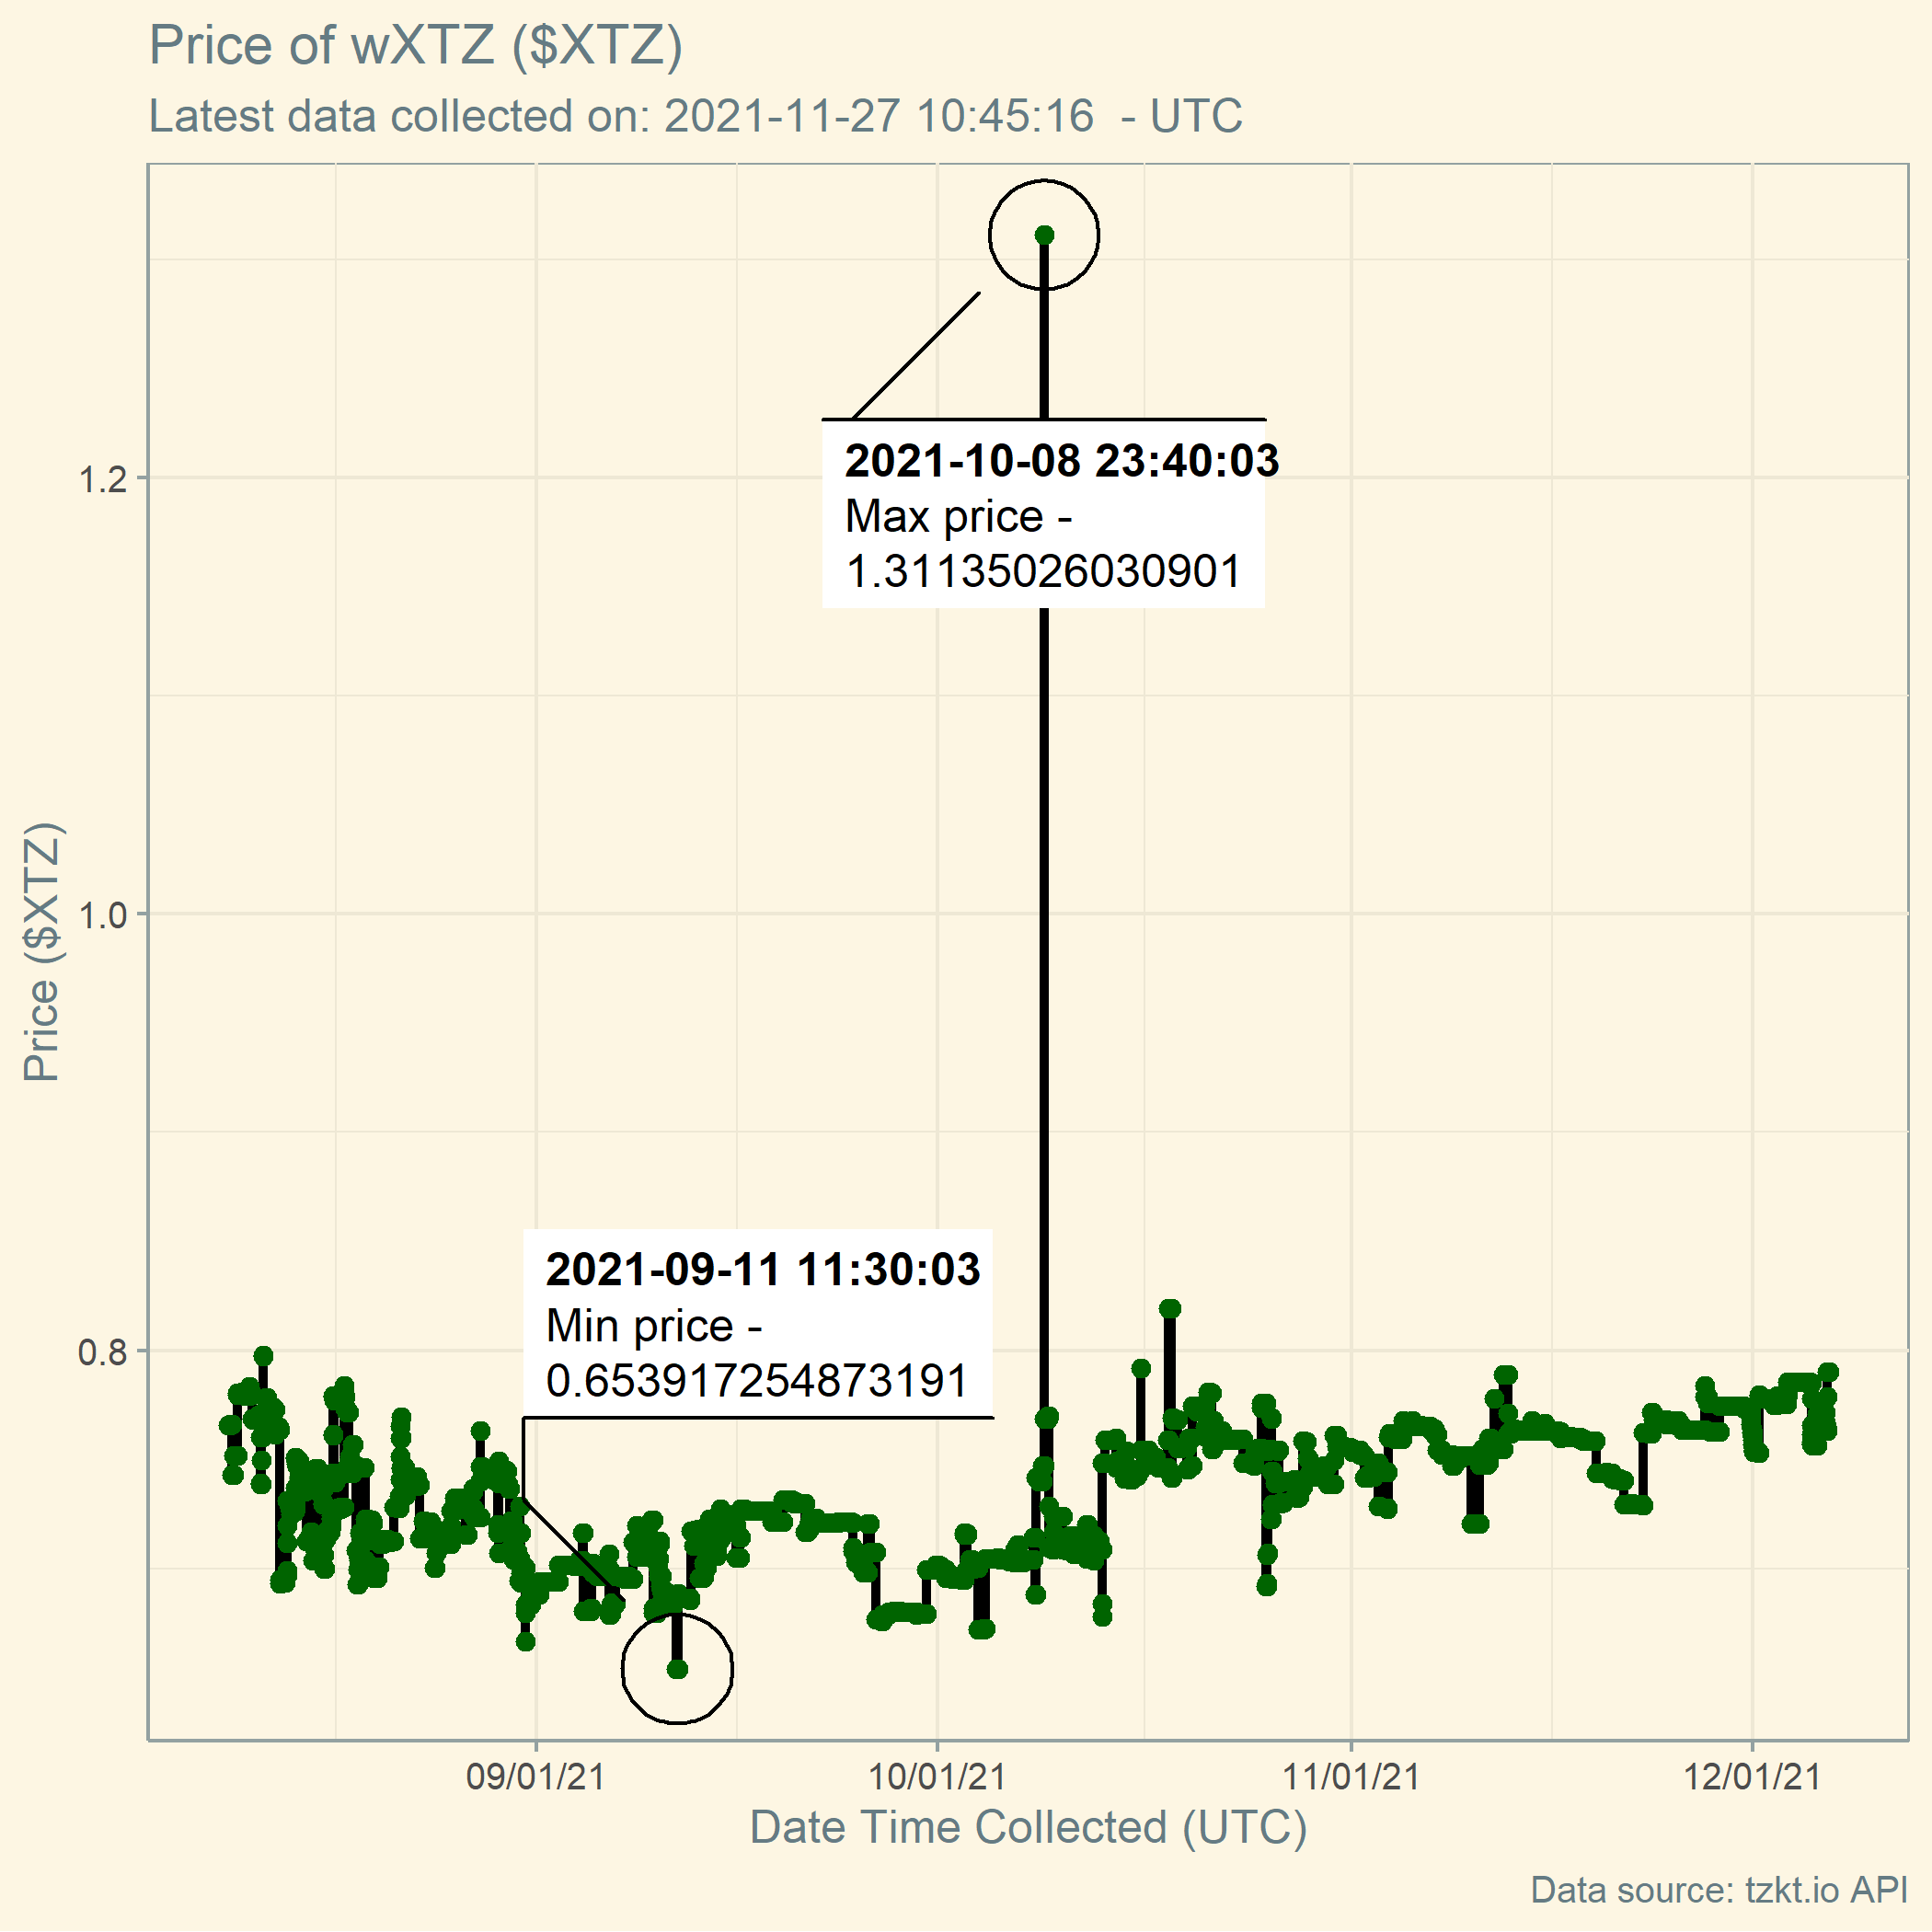 Price of wXTZ ($XTZ)
Latest data collected on: 2021-11-27 10:45:16  - UTC
Price ($XTZ)
1.2
1.0
0.8
2021-10-08 23:40:03
Max price -
1.31135026030901
2021-09-11 11:30:03
Min price -
0.653917254873191
09/01/21
10/01/21
11/01/21
12/01/21
Date Time Collected (UTC)
Data source: tzkt.io API